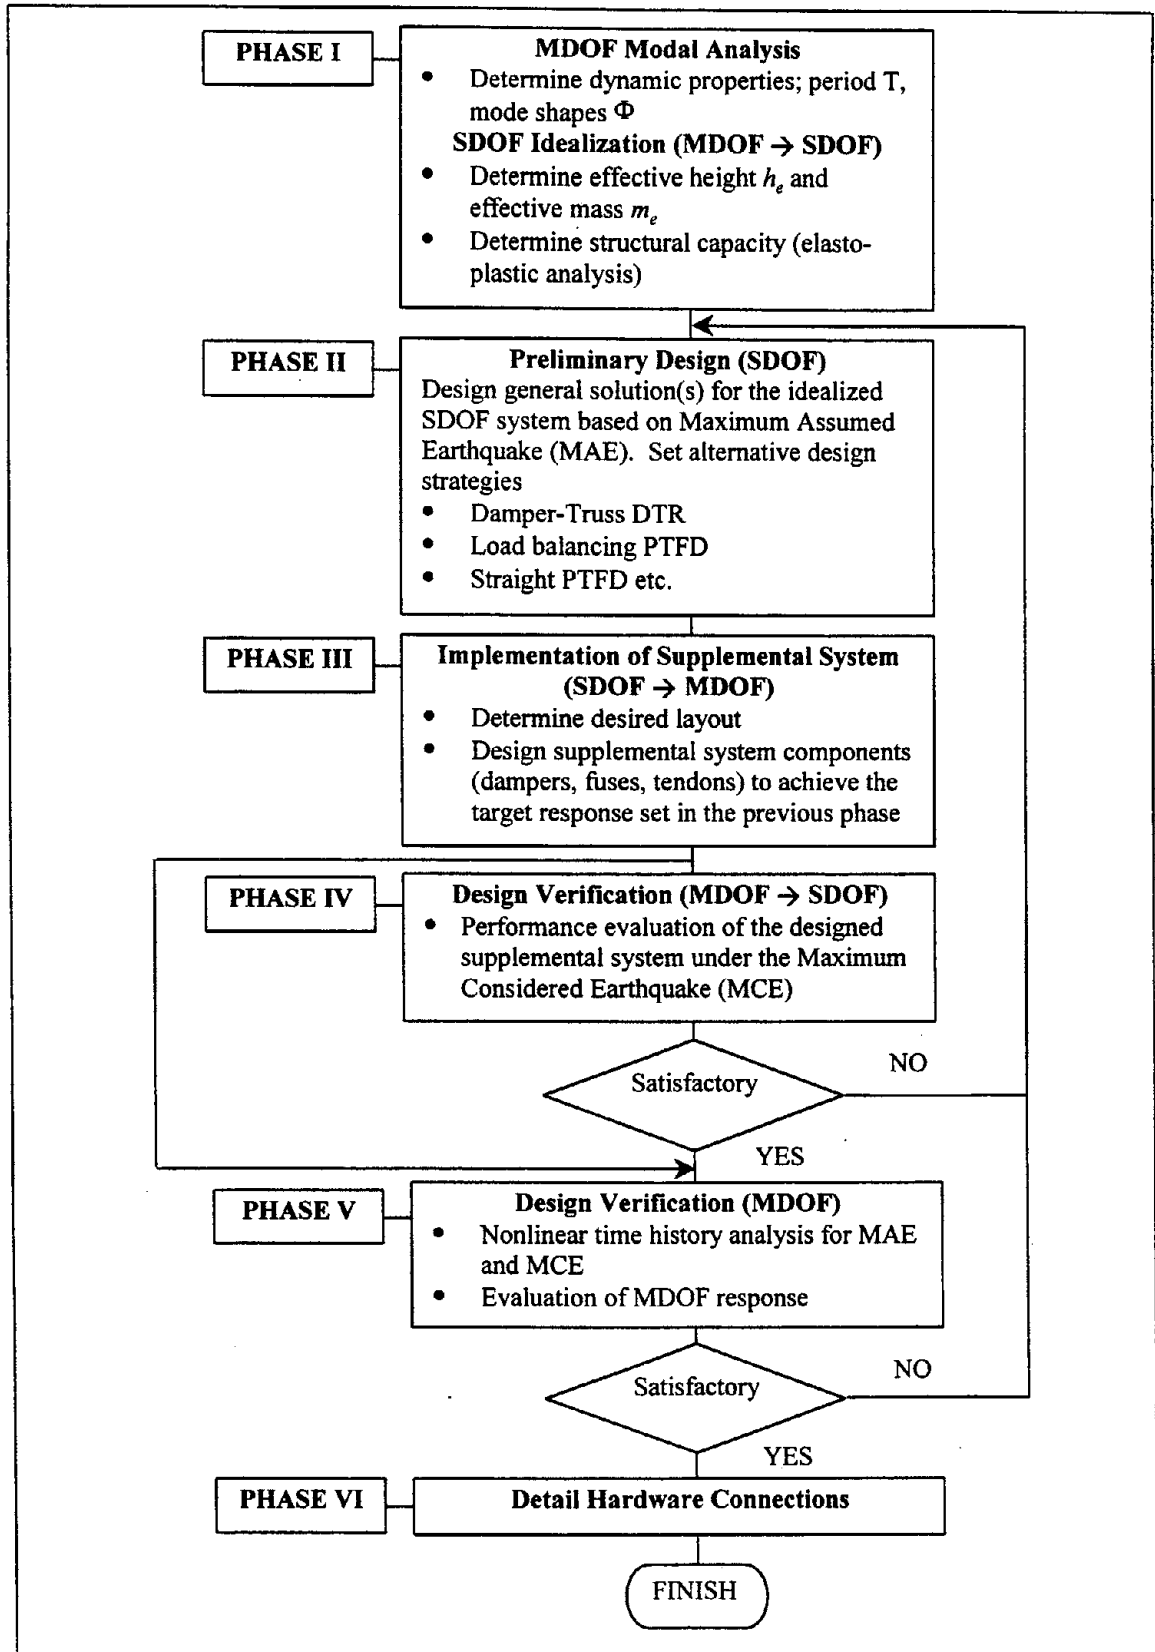 PHASE I
MDOF Modal Analysis
• Determine dynamic properties; period T,
mode shapes Φ
SDOF Idealization (MDOF → SDOF)
• Determine effective height hₑ and
effective mass mₑ
• Determine structural capacity (elasto-
plastic analysis)
PHASE II
Preliminary Design (SDOF)
Design general solution(s) for the idealized
SDOF system based on Maximum Assumed
Earthquake (MAE). Set alternative design
strategies
• Damper-Truss DTR
• Load balancing PTFD
• Straight PTFD etc.
PHASE III
Implementation of Supplemental System
(SDOF → MDOF)
• Determine desired layout
• Design supplemental system components
(dampers, fuses, tendons) to achieve the
target response set in the previous phase
PHASE IV
Design Verification (MDOF → SDOF)
• Performance evaluation of the designed
supplemental system under the Maximum
Considered Earthquake (MCE)
Satisfactory
NO
YES
PHASE V
Design Verification (MDOF)
• Nonlinear time history analysis for MAE
and MCE
• Evaluation of MDOF response
Satisfactory
NO
YES
PHASE VI
Detail Hardware Connections
FINISH